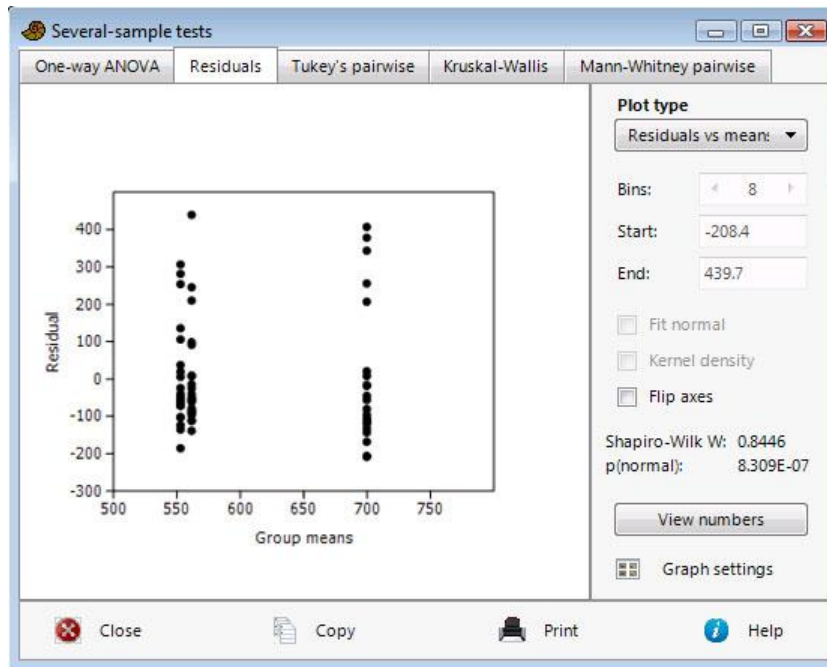 Several-sample tests
One-way ANOVA Residuals Tukey's pairwise Kruskal-Wallis Mann-Whitney pairwise
Plot type
Residuals vs mean
Bins: 8
Start: -208.4
End: 439.7
Fit normal
Kernel density
Flip axes
Shapiro-Wilk W: 0.8446
p(normal): 8.309E-07
View numbers
Graph settings
400
300
200
100
0
-100
-200
-300
Residual
500 550 600 650 700 750
Group means
Close Copy Print Help